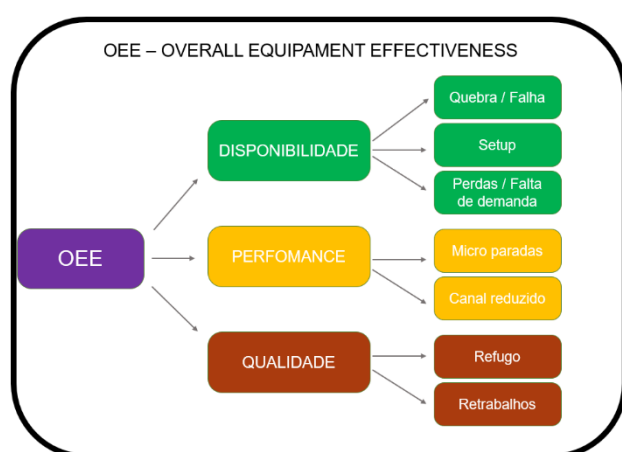 OEE – OVERALL EQUIPAMENT EFFECTIVENESS
OEE
DISPONIBILIDADE
Quebra / Falha
Setup
Perdas / Falta
de demanda
PERFOMANCE
Micro paradas
Canal reduzido
QUALIDADE
Refugo
Retrabalhos